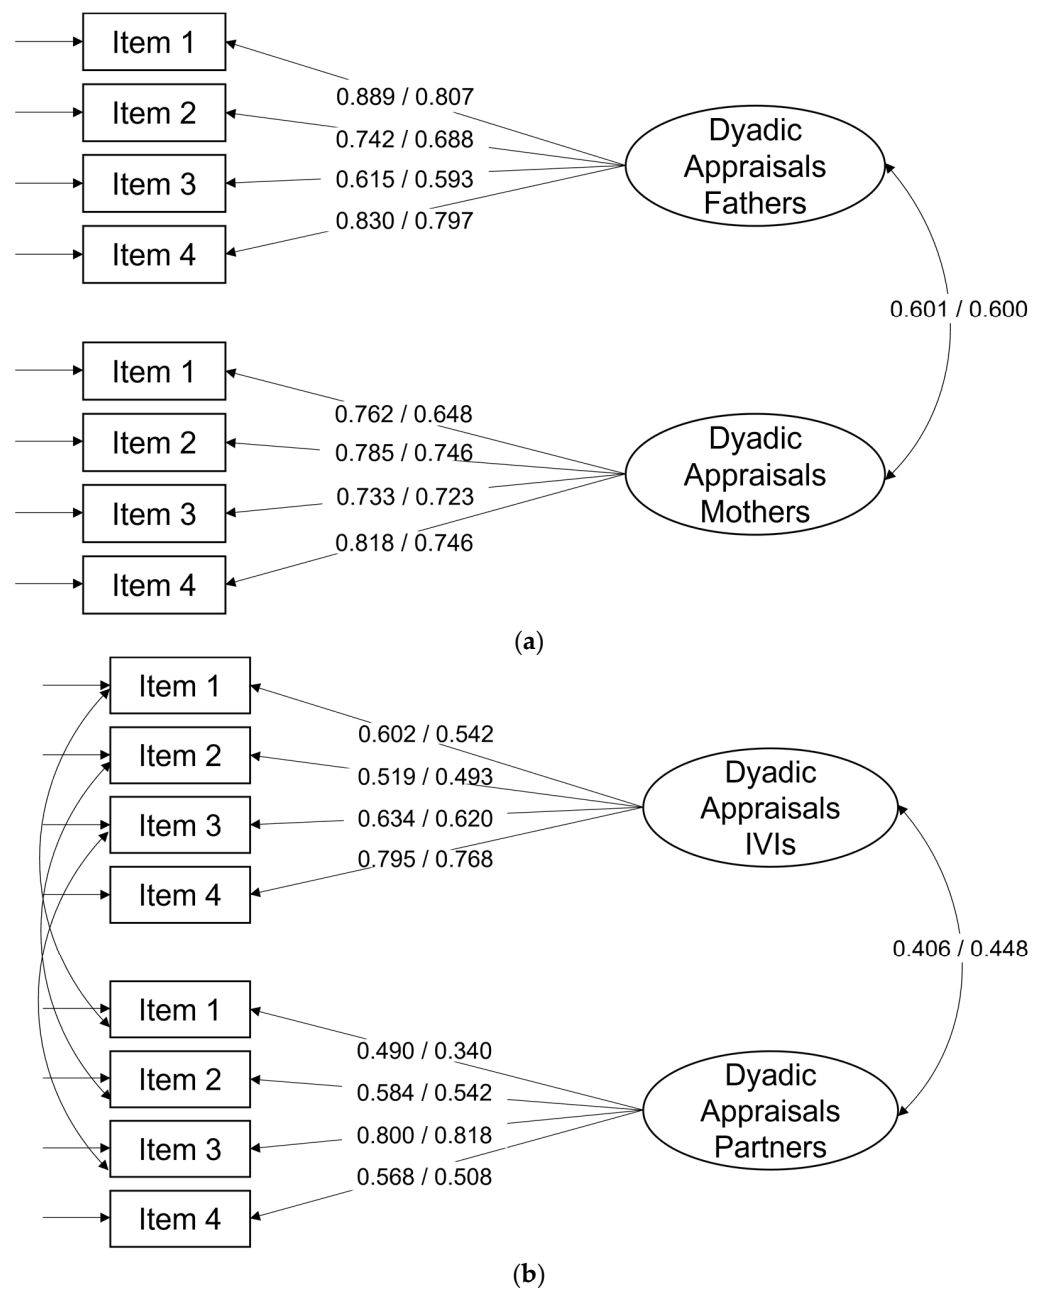 Item 1
0.889 / 0.807
Item 2
0.742 / 0.688
Item 3
0.615 / 0.593
Item 4
0.830 / 0.797
Dyadic
Appraisals
Fathers
0.601 / 0.600
Item 1
0.762 / 0.648
Item 2
0.785 / 0.746
Item 3
0.733 / 0.723
Item 4
0.818 / 0.746
Dyadic
Appraisals
Mothers
(a)
Item 1
0.602 / 0.542
Item 2
0.519 / 0.493
Item 3
0.634 / 0.620
Item 4
0.795 / 0.768
Dyadic
Appraisals
IVIs
0.406 / 0.448
Item 1
0.490 / 0.340
Item 2
0.584 / 0.542
Item 3
0.800 / 0.818
Item 4
0.568 / 0.508
Dyadic
Appraisals
Partners
(b)